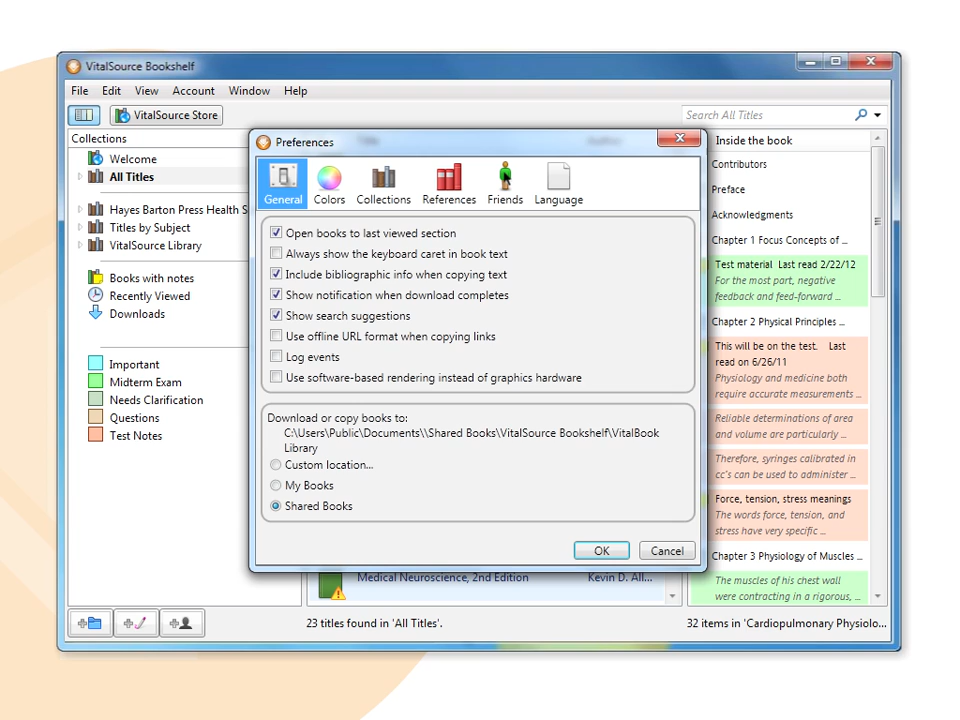 VitalSource Bookshelf
File Edit View Account Window Help
VitalSource Store
Search All Titles
Collections
Welcome
All Titles
Hayes Barton Press Health S
Titles by Subject
VitalSource Library
Books with notes
Recently Viewed
Downloads
Important
Midterm Exam
Needs Clarification
Questions
Test Notes
Preferences
General Colors Collections References Friends Language
Open books to last viewed section
Always show the keyboard caret in book text
Include bibliographic info when copying text
Show notification when download completes
Show search suggestions
Use offline URL format when copying links
Log events
Use software-based rendering instead of graphics hardware
Download or copy books to:
C:\Users\Public\Documents\\Shared Books\VitalSource Bookshelf\VitalBook
Library
Custom location...
My Books
Shared Books
OK Cancel
Medical Neuroscience, 2nd Edition Kevin D. All...
23 titles found in 'All Titles'.
Inside the book
Contributors
Preface
Acknowledgments
Chapter 1 Focus Concepts of ...
Test material Last read 2/22/12
For the most part, negative
feedback and feed-forward ...
Chapter 2 Physical Principles ...
This will be on the test. Last
read on 6/26/11
Physiology and medicine both
require accurate measurements ...
Reliable determinations of area
and volume are particularly ...
Therefore, syringes calibrated in
cc's can be used to administer ...
Force, tension, stress meanings
The words force, tension, and
stress have very specific ...
Chapter 3 Physiology of Muscles ...
The muscles of his chest wall
were contracting in a rigorous, ...
32 items in 'Cardiopulmonary Physiolo...